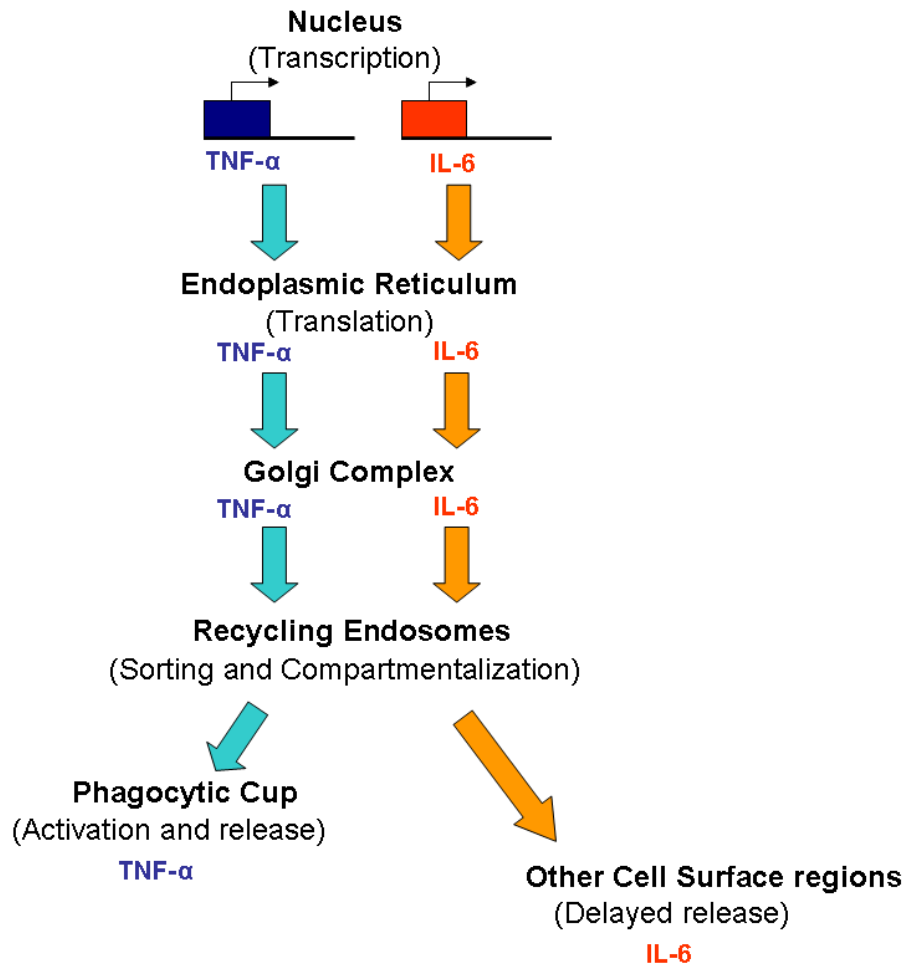 Nucleus
(Transcription)
TNF-α IL-6
Endoplasmic Reticulum
(Translation)
TNF-α IL-6
Golgi Complex
TNF-α IL-6
Recycling Endosomes
(Sorting and Compartmentalization)
Phagocytic Cup
(Activation and release)
TNF-α
Other Cell Surface regions
(Delayed release)
IL-6